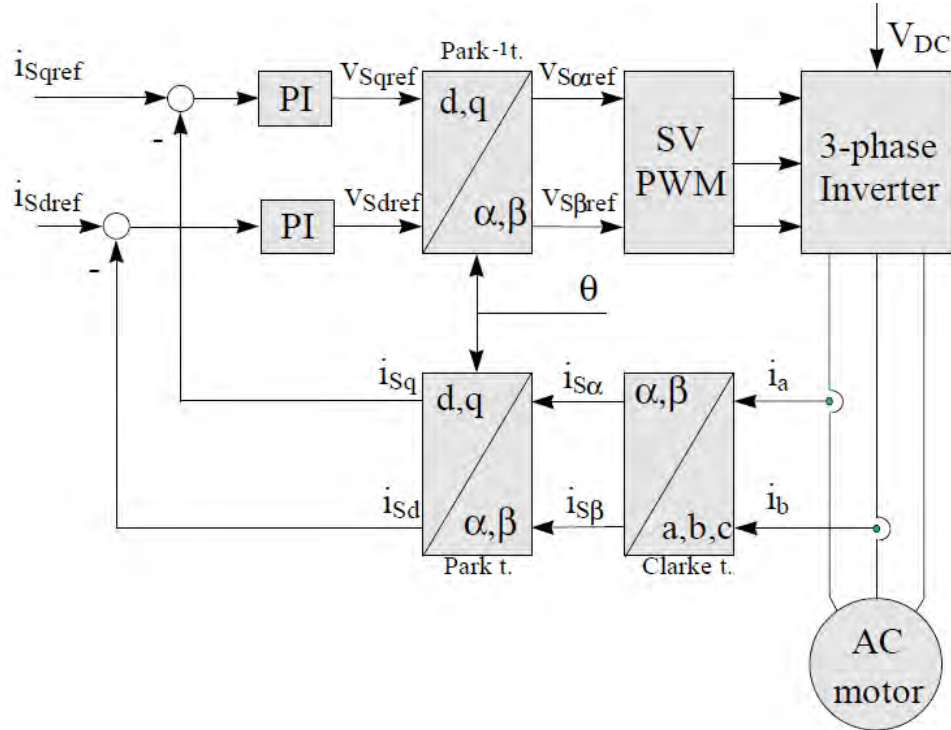 Park⁻¹ t.
V_DC
i_Sqref
PI
v_Sqref
d,q
α,β
v_Sαref
SV
PWM
3-phase
Inverter
-
i_Sdref
PI
v_Sdref
v_Sβref
-
θ
i_Sq
d,q
α,β
i_Sα
α,β
a,b,c
i_a
i_Sd
i_Sβ
i_b
Park t.
Clarke t.
AC
motor